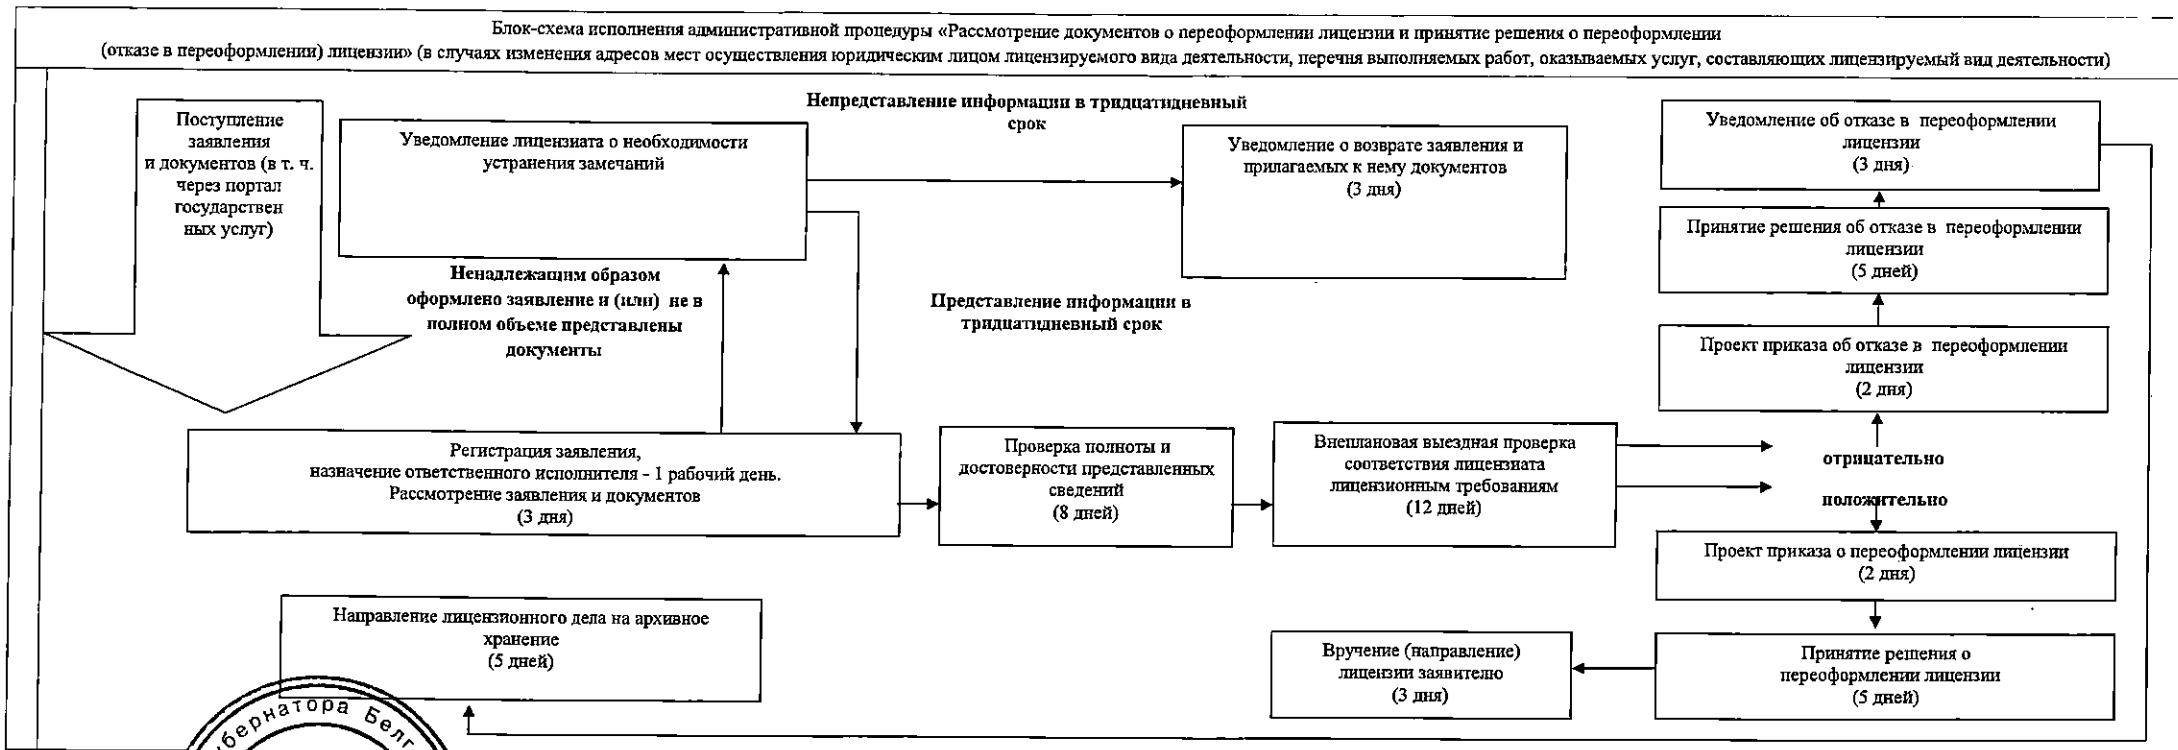 Блок-схема исполнения административной процедуры «Рассмотрение документов о переоформлении лицензии и принятие решения о переоформлении
(отказе в переоформлении) лицензии» (в случаях изменения адресов мест осуществления юридическим лицом лицензируемого вида деятельности, перечня выполняемых работ, оказываемых услуг, составляющих лицензируемый вид деятельности)
Поступление
заявления
и документов (в т. ч.
через портал
государствен
ных услуг)
Уведомление лицензиата о необходимости
устранения замечаний
Непредставление информации в тридцатидневный
срок
Уведомление о возврате заявления и
прилагаемых к нему документов
(3 дня)
Уведомление об отказе в переоформлении
лицензии
(3 дня)
Принятие решения об отказе в переоформлении
лицензии
(5 дней)
Ненадлежащим образом
оформлено заявление и (или) не в
полном объеме представлены
документы
Представление информации в
тридцатидневный срок
Проект приказа об отказе в переоформлении
лицензии
(2 дня)
Регистрация заявления,
назначение ответственного исполнителя - 1 рабочий день.
Рассмотрение заявления и документов
(3 дня)
Проверка полноты и
достоверности представленных
сведений
(8 дней)
Внеплановая выездная проверка
соответствия лицензиата
лицензионным требованиям
(12 дней)
отрицательно
положительно
Проект приказа о переоформлении лицензии
(2 дня)
Направление лицензионного дела на архивное
хранение
(5 дней)
Вручение (направление)
лицензии заявителю
(3 дня)
Принятие решения о
переоформлении лицензии
(5 дней)
убернатора Белг